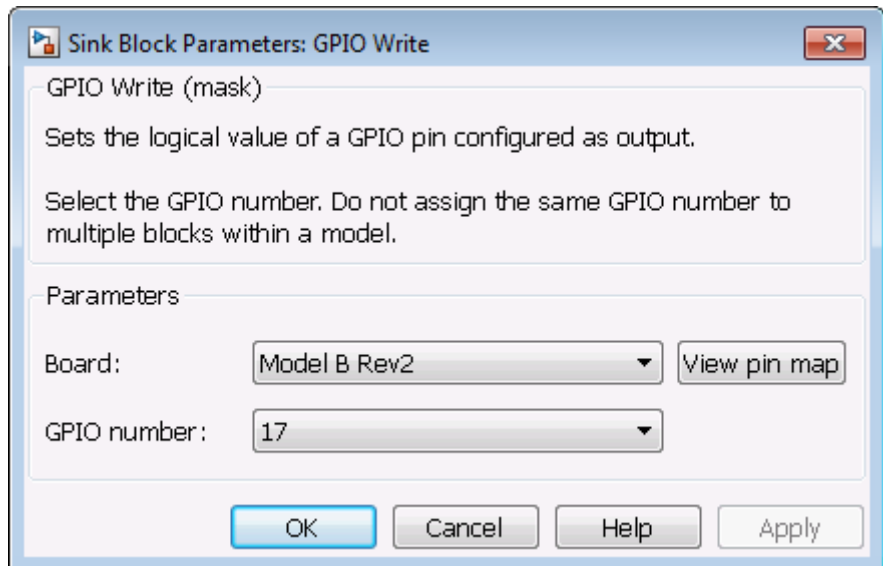 Sink Block Parameters: GPIO Write
GPIO Write (mask)
Sets the logical value of a GPIO pin configured as output.
Select the GPIO number. Do not assign the same GPIO number to
multiple blocks within a model.
Parameters
Board: Model B Rev2 View pin map
GPIO number: 17
OK Cancel Help Apply